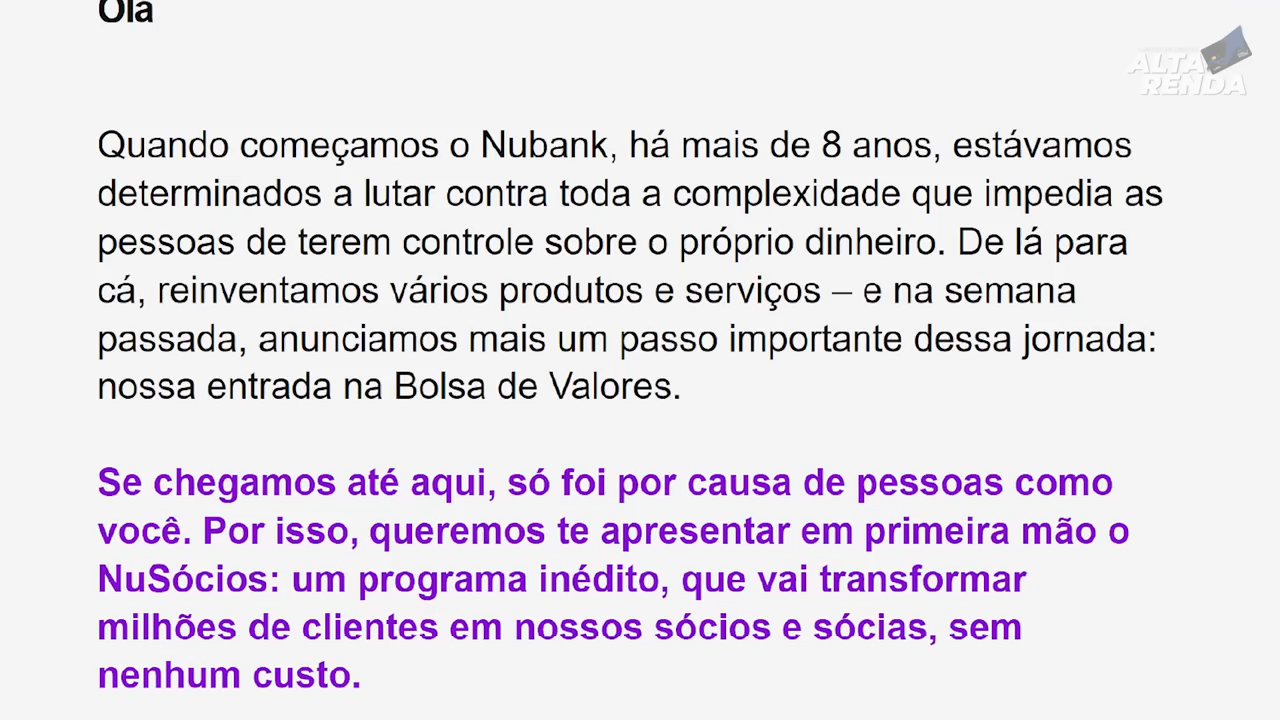 Olá
ALTA
RENDA
Quando começamos o Nubank, há mais de 8 anos, estávamos
determinados a lutar contra toda a complexidade que impedia as
pessoas de terem controle sobre o próprio dinheiro. De lá para
cá, reinventamos vários produtos e serviços – e na semana
passada, anunciamos mais um passo importante dessa jornada:
nossa entrada na Bolsa de Valores.
Se chegamos até aqui, só foi por causa de pessoas como
você. Por isso, queremos te apresentar em primeira mão o
NuSócios: um programa inédito, que vai transformar
milhões de clientes em nossos sócios e sócias, sem
nenhum custo.